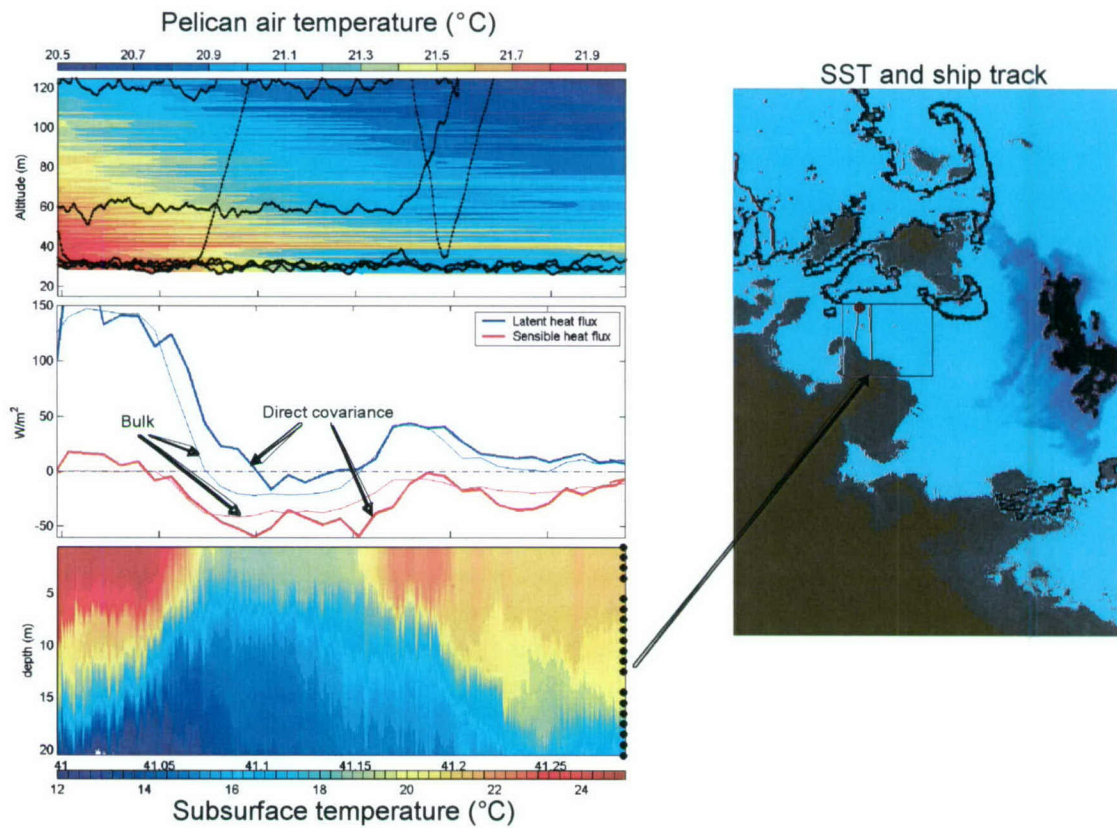 Pelican air temperature (°C)
20.5 20.7 20.9 21.1 21.3 21.5 21.7 21.9
120
100
80
60
40
20
Altitude (m)
150
100
50
0
-50
W/m²
Latent heat flux
Sensible heat flux
Bulk
Direct covariance
5
10
15
20
depth (m)
41 41.05 41.1 41.15 41.2 41.25
12 14 16 18 20 22 24
Subsurface temperature (°C)
SST and ship track